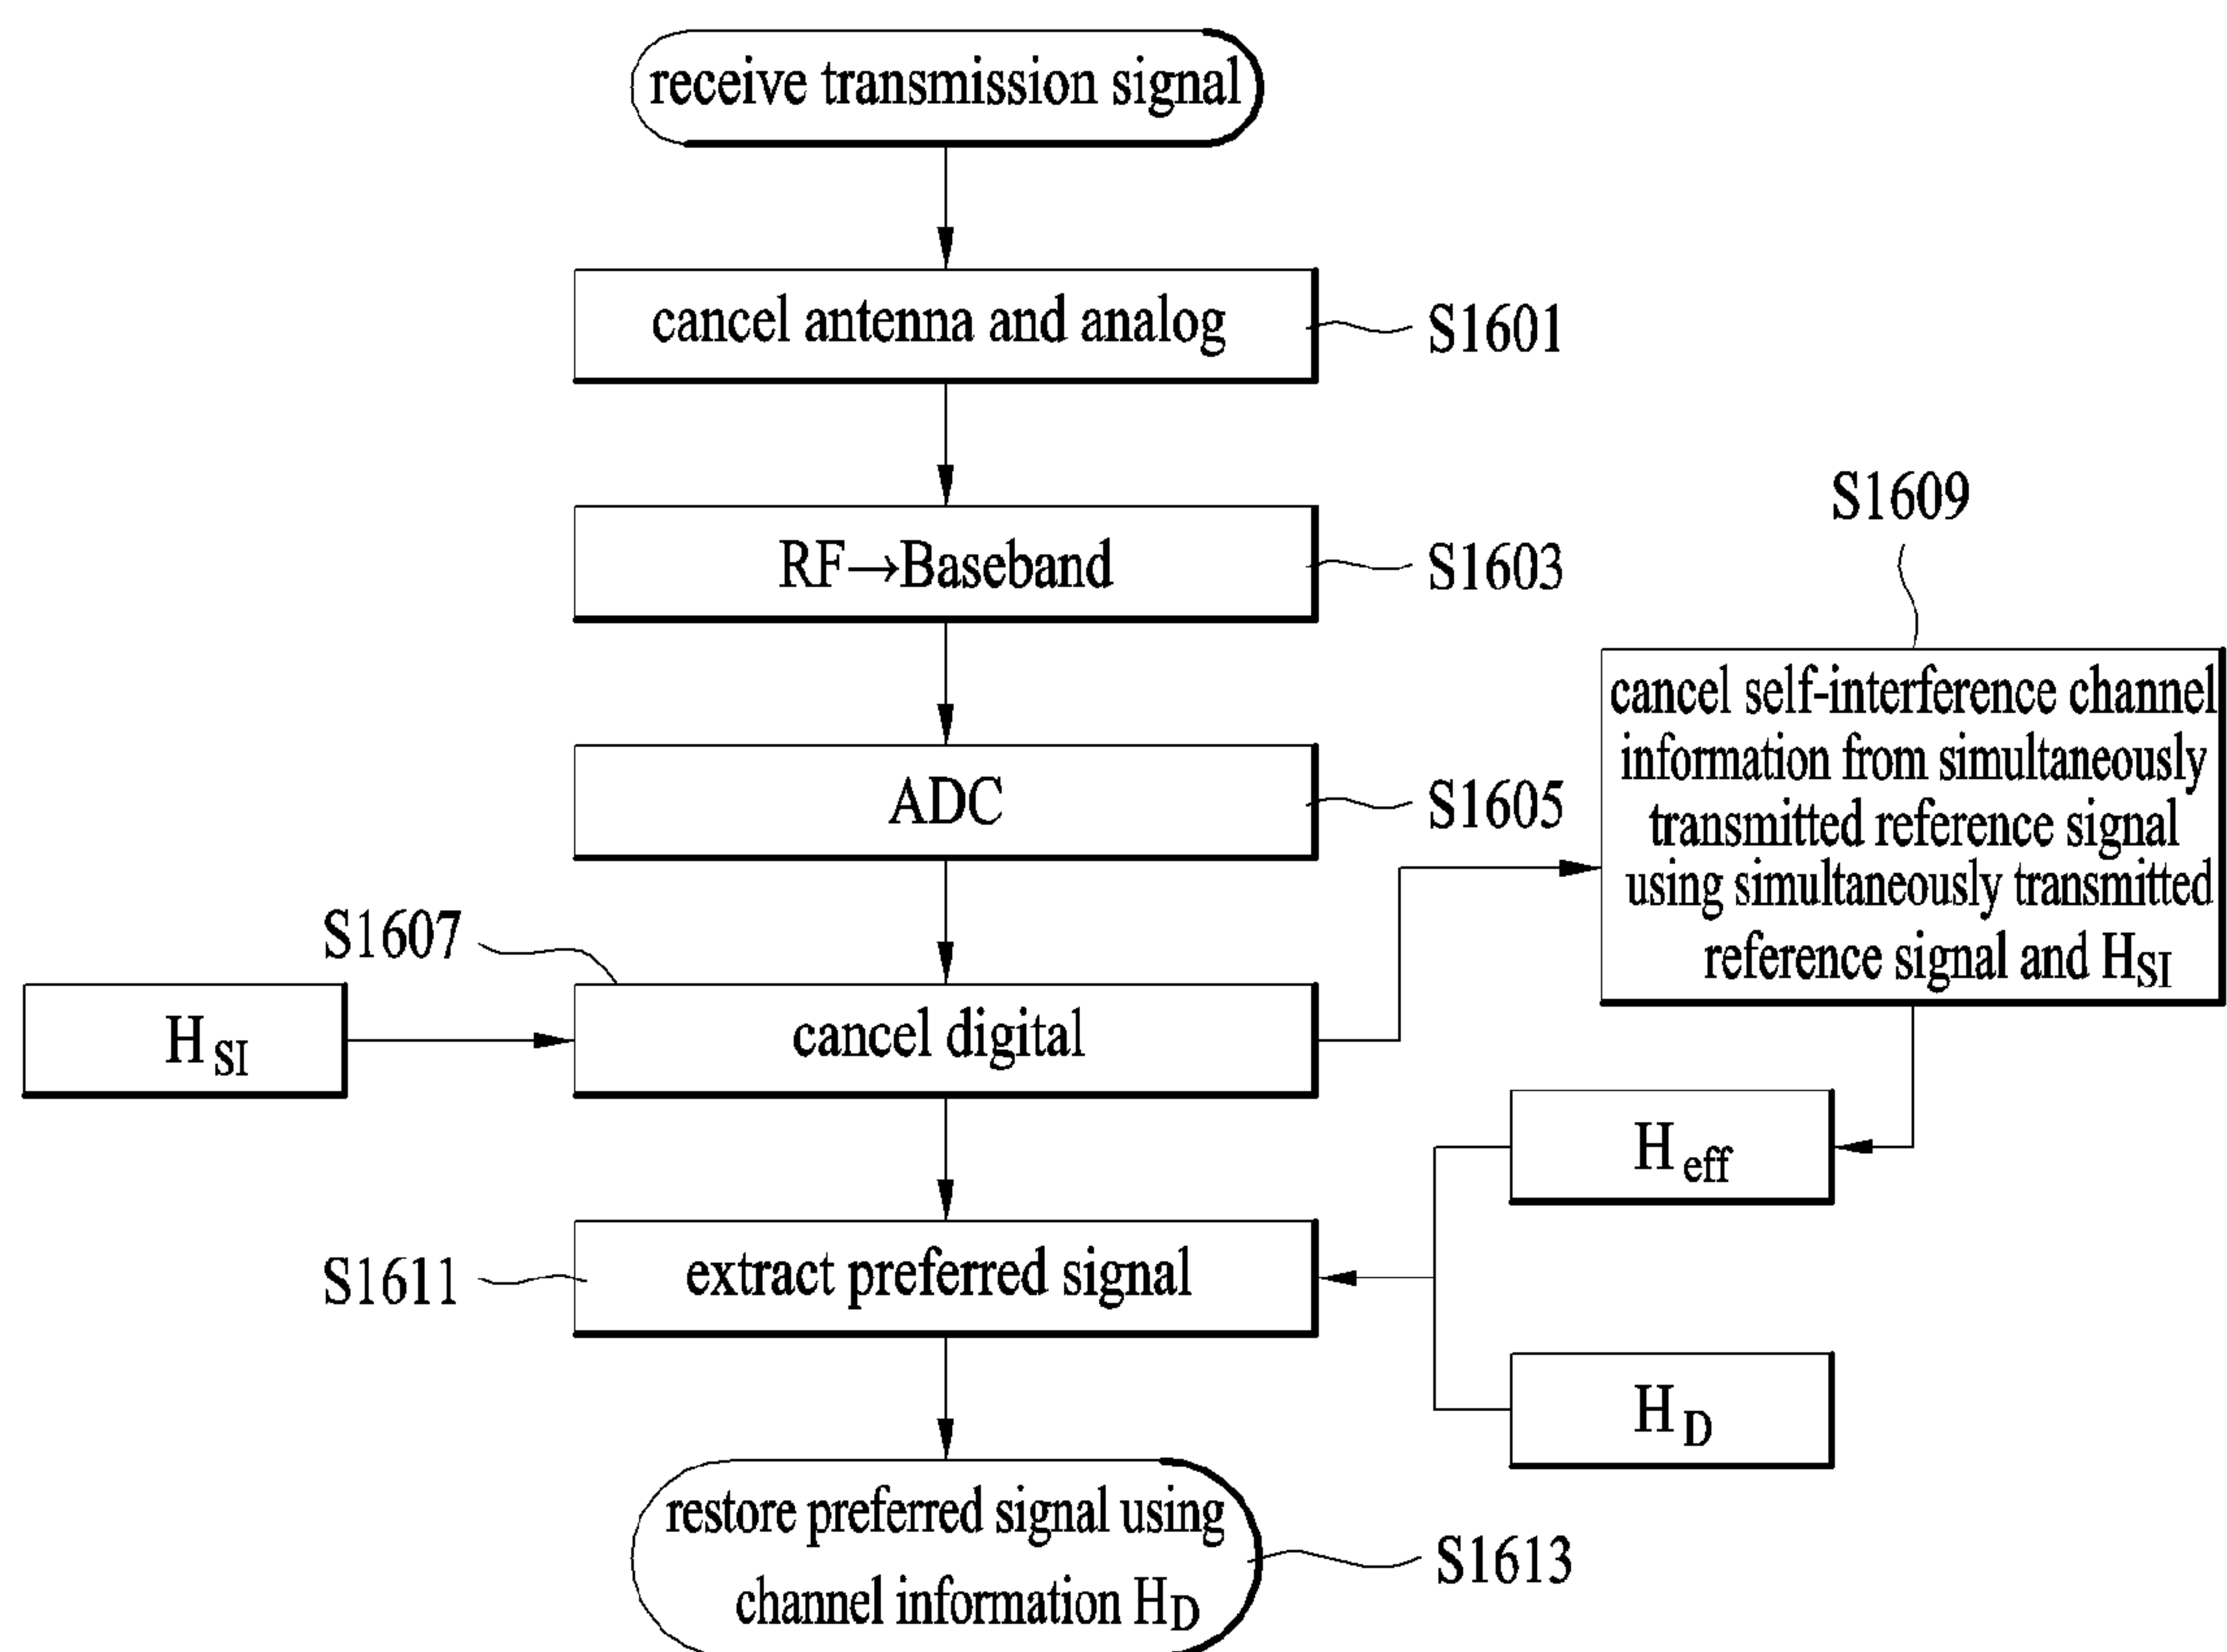 receive transmission signal
cancel antenna and analog
S1601
RF→Baseband
S1603
S1609
cancel self-interference channel
information from simultaneously
transmitted reference signal
using simultaneously transmitted
reference signal and HSI
ADC
S1605
S1607
HSI
cancel digital
Heff
S1611
extract preferred signal
HD
restore preferred signal using
channel information HD
S1613